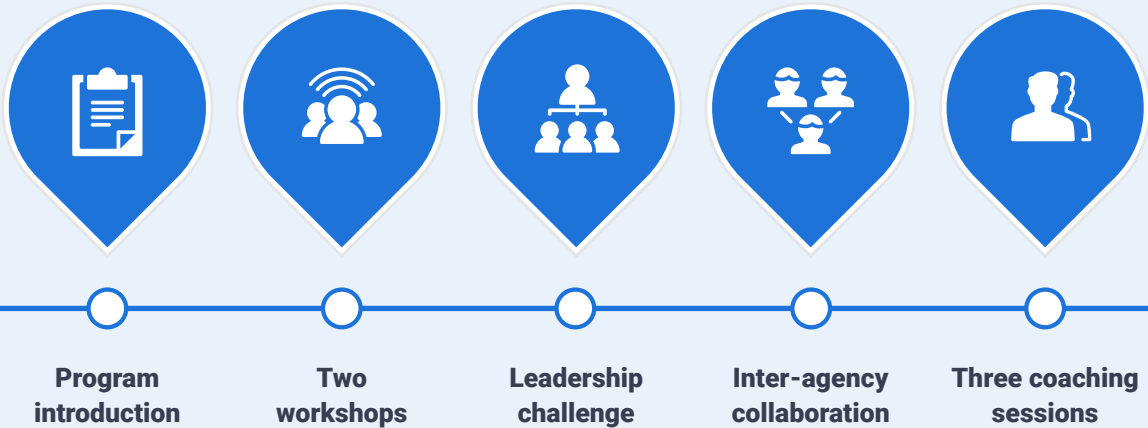 Program
introduction
Two
workshops
Leadership
challenge
Inter-agency
collaboration
Three coaching
sessions